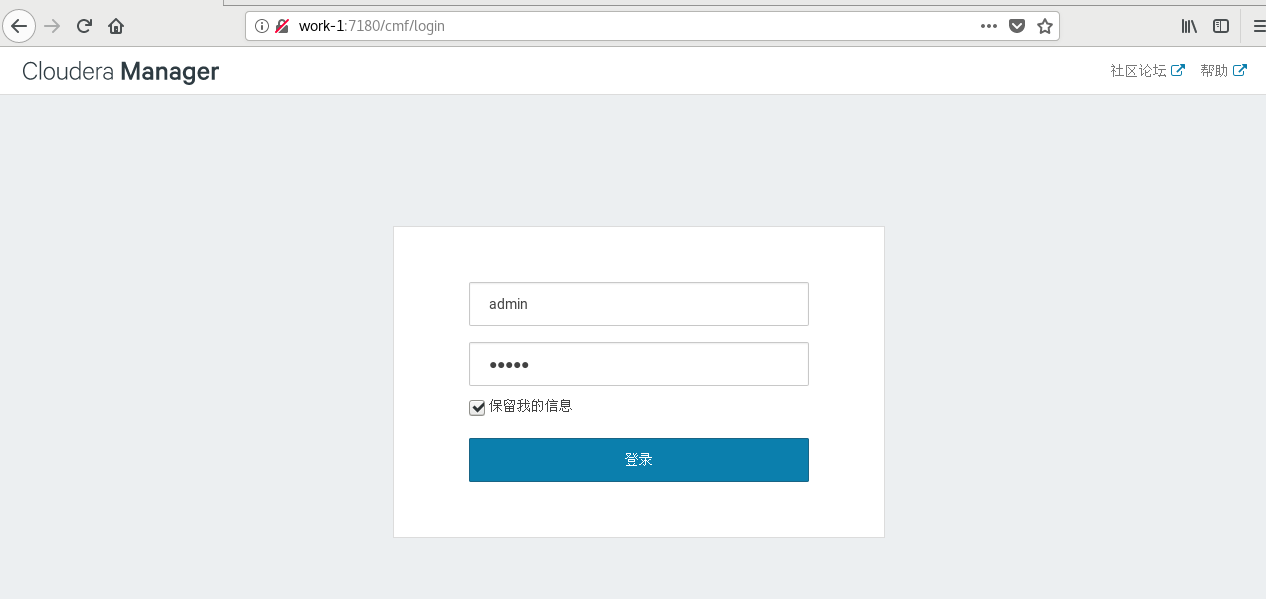 work-1:7180/cmf/login
Cloudera Manager
社区论坛 帮助
admin
●●●●●
保留我的信息
登录